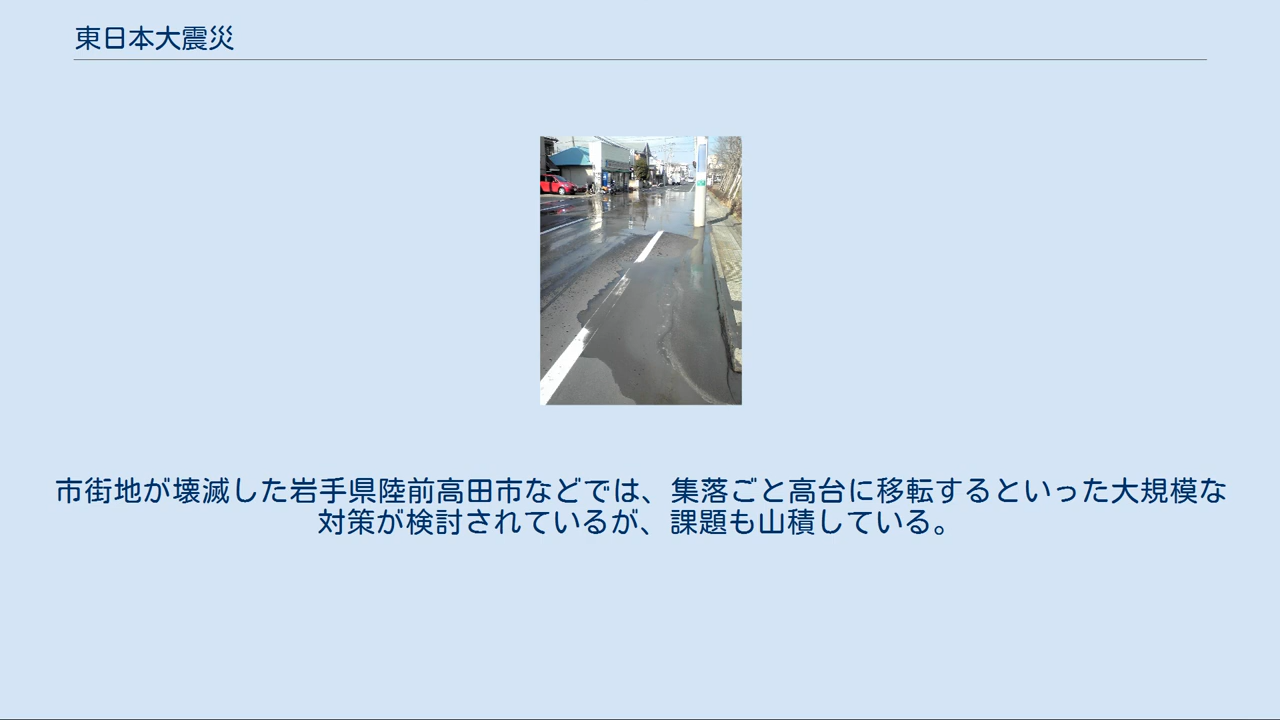 東日本大震災
市街地が壊滅した岩手県陸前高田市などでは、集落ごと高台に移転するといった大規模な
対策が検討されているが、課題も山積している。